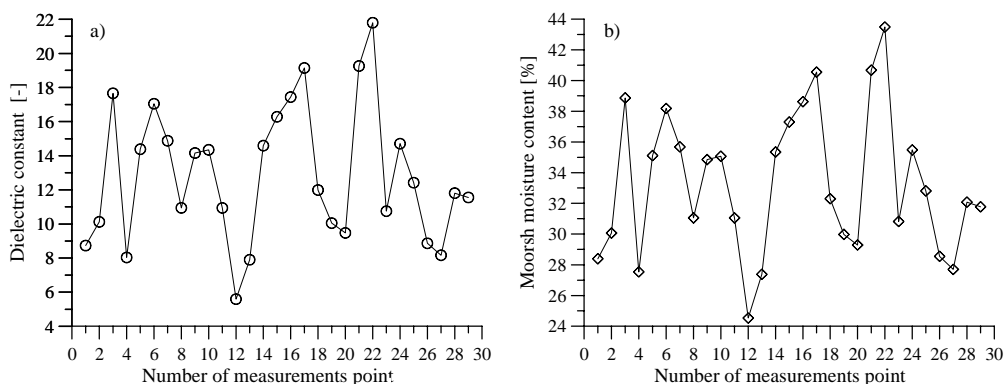 a)
Dielectric constant [-]
22
20
18
16
14
12
10
8
6
4
0 2 4 6 8 10 12 14 16 18 20 22 24 26 28 30
Number of measurements point
b)
Moorsh moisture content [%]
44
42
40
38
36
34
32
30
28
26
24
0 2 4 6 8 10 12 14 16 18 20 22 24 26 28 30
Number of measurements point